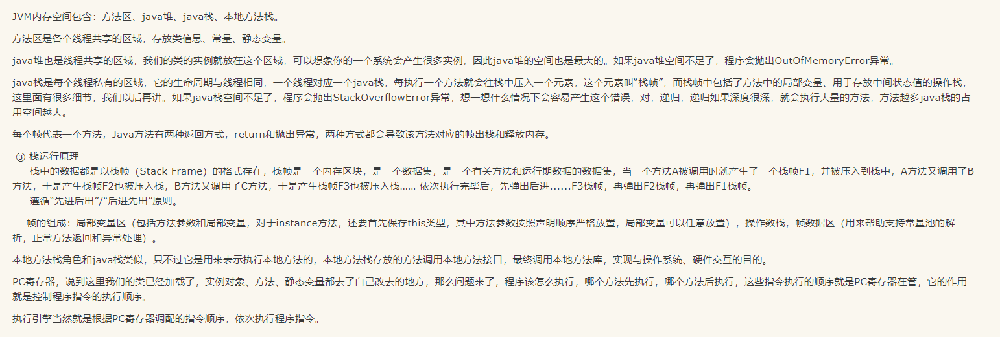 JVM内存空间包含：方法区、java堆、java栈、本地方法栈。
方法区是各个线程共享的区域，存放类信息、常量、静态变量。
java堆也是线程共享的区域，我们的类的实例就放在这个区域，可以想象你的一个系统会产生很多实例，因此java堆的空间也是最大的。如果java堆空间不足了，程序会抛出OutOfMemoryError异常。
java栈是每个线程私有的区域，它的生命周期与线程相同，一个线程对应一个java栈，每执行一个方法就会往栈中压入一个元素，这个元素叫“栈帧”，而栈帧中包括了方法中的局部变量、用于存放中间状态值的操作栈，
这里面有很多细节，我们以后再讲。如果java栈空间不足了，程序会抛出StackOverflowError异常，想一想什么情况下会容易产生这个错误，对，递归，递归如果深度很深，就会执行大量的方法，方法越多java栈的占
用空间越大。
每个帧代表一个方法，Java方法有两种返回方式，return和抛出异常，两种方式都会导致该方法对应的帧出栈和释放内存。
③ 栈运行原理
栈中的数据都是以栈帧（Stack Frame）的格式存在，栈帧是一个内存区块，是一个数据集，是一个有关方法和运行期数据的数据集，当一个方法A被调用时就产生了一个栈帧F1，并被压入到栈中，A方法又调用了B
方法，于是产生栈帧F2也被压入栈，B方法又调用了C方法，于是产生栈帧F3也被压入栈…… 依次执行完毕后，先弹出后进......F3栈帧，再弹出F2栈帧，再弹出F1栈帧。
遵循“先进后出”/“后进先出”原则。
帧的组成：局部变量区（包括方法参数和局部变量，对于instance方法，还要首先保存this类型，其中方法参数按照声明顺序严格放置，局部变量可以任意放置），操作数栈，帧数据区（用来帮助支持常量池的解
析，正常方法返回和异常处理）。
本地方法栈角色和java栈类似，只不过它是用来表示执行本地方法的，本地方法栈存放的方法调用本地方法接口，最终调用本地方法库，实现与操作系统、硬件交互的目的。
PC寄存器，说到这里我们的类已经加载了，实例对象、方法、静态变量都去了自己改去的地方，那么问题来了，程序该怎么执行，哪个方法先执行，哪个方法后执行，这些指令执行的顺序就是PC寄存器在管，它的作用
就是控制程序指令的执行顺序。
执行引擎当然就是根据PC寄存器调配的指令顺序，依次执行程序指令。